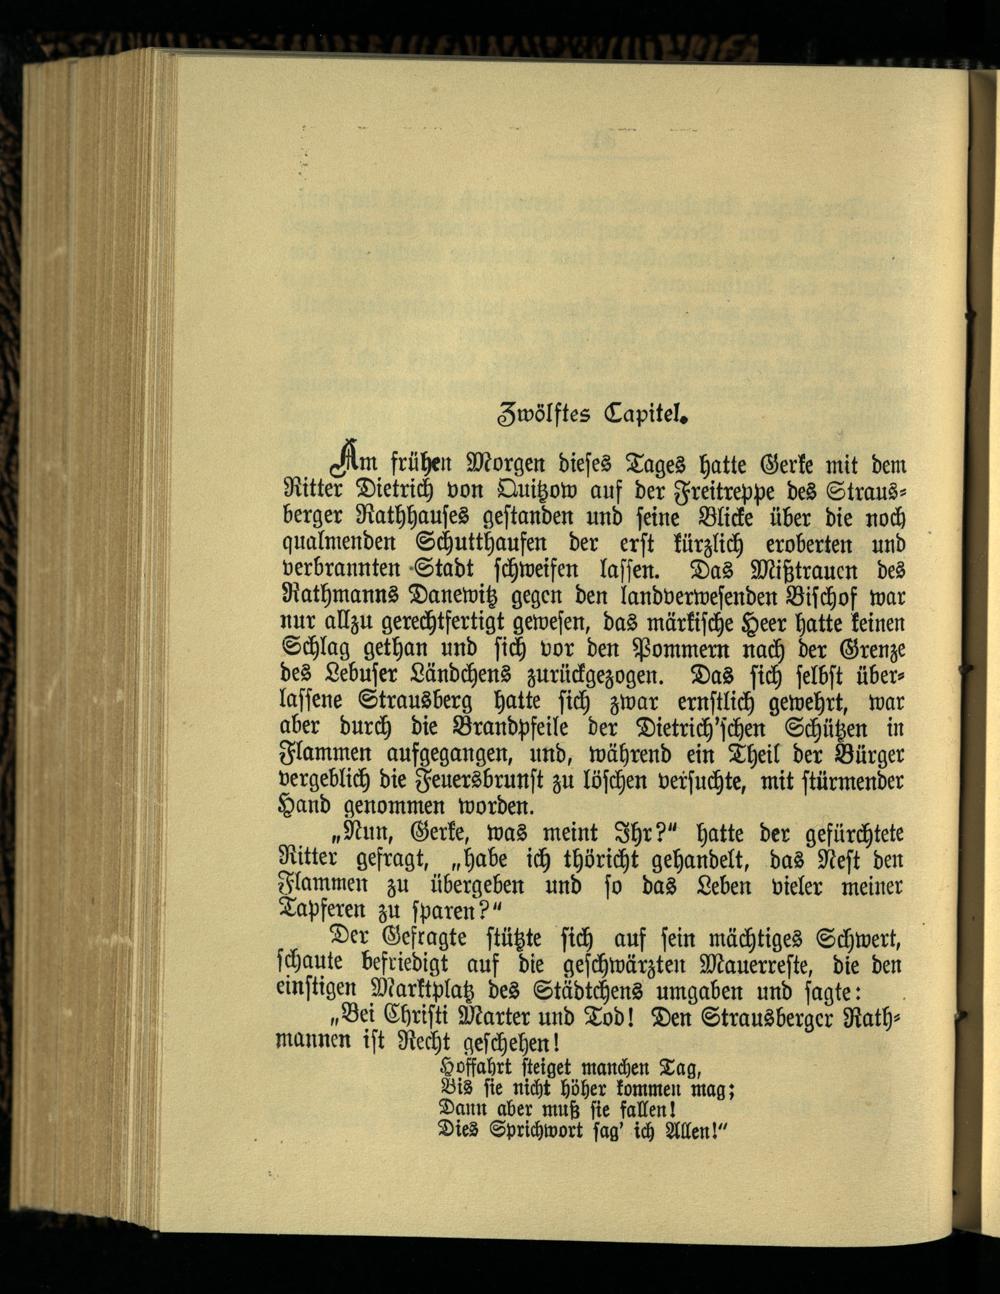 Zwölftes Capitel.
Am frühen Morgen dieses Tages hatte Gerke mit dem
Ritter Dietrich von Quitzow auf der Freitreppe des Straus-
berger Rathhauses gestanden und seine Blicke über die noch
qualmenden Schutthaufen der erst kürzlich eroberten und
verbrannten Stadt schweifen lassen. Das Mißtrauen des
Rathmanns Danewitz gegen den landverwesenden Bischof war
nur allzu gerechtfertigt gewesen, das märkische Heer hatte keinen
Schlag gethan und sich vor den Pommern nach der Grenze
des Lebuser Ländchens zurückgezogen. Das sich selbst über-
lassene Strausberg hatte sich zwar ernstlich gewehrt, war
aber durch die Brandpfeile der Dietrich'schen Schützen in
Flammen aufgegangen, und, während ein Theil der Bürger
vergeblich die Feuersbrunst zu löschen versuchte, mit stürmender
Hand genommen worden.
„Nun, Gerke, was meint Ihr?“ hatte der gefürchtete
Ritter gefragt, „habe ich thöricht gehandelt, das Nest den
Flammen zu übergeben und so das Leben vieler meiner
Tapferen zu sparen?“
Der Gefragte stützte sich auf sein mächtiges Schwert,
schaute befriedigt auf die geschwärzten Mauerreste, die den
einstigen Marktplatz des Städtchens umgaben und sagte:
„Bei Christi Marter und Tod! Den Strausberger Rath-
mannen ist Recht geschehen!
Hoffahrt steiget manchen Tag,
Bis sie nicht höher kommen mag;
Dann aber muß sie fallen!
Dies Sprichwort sag' ich Allen!“